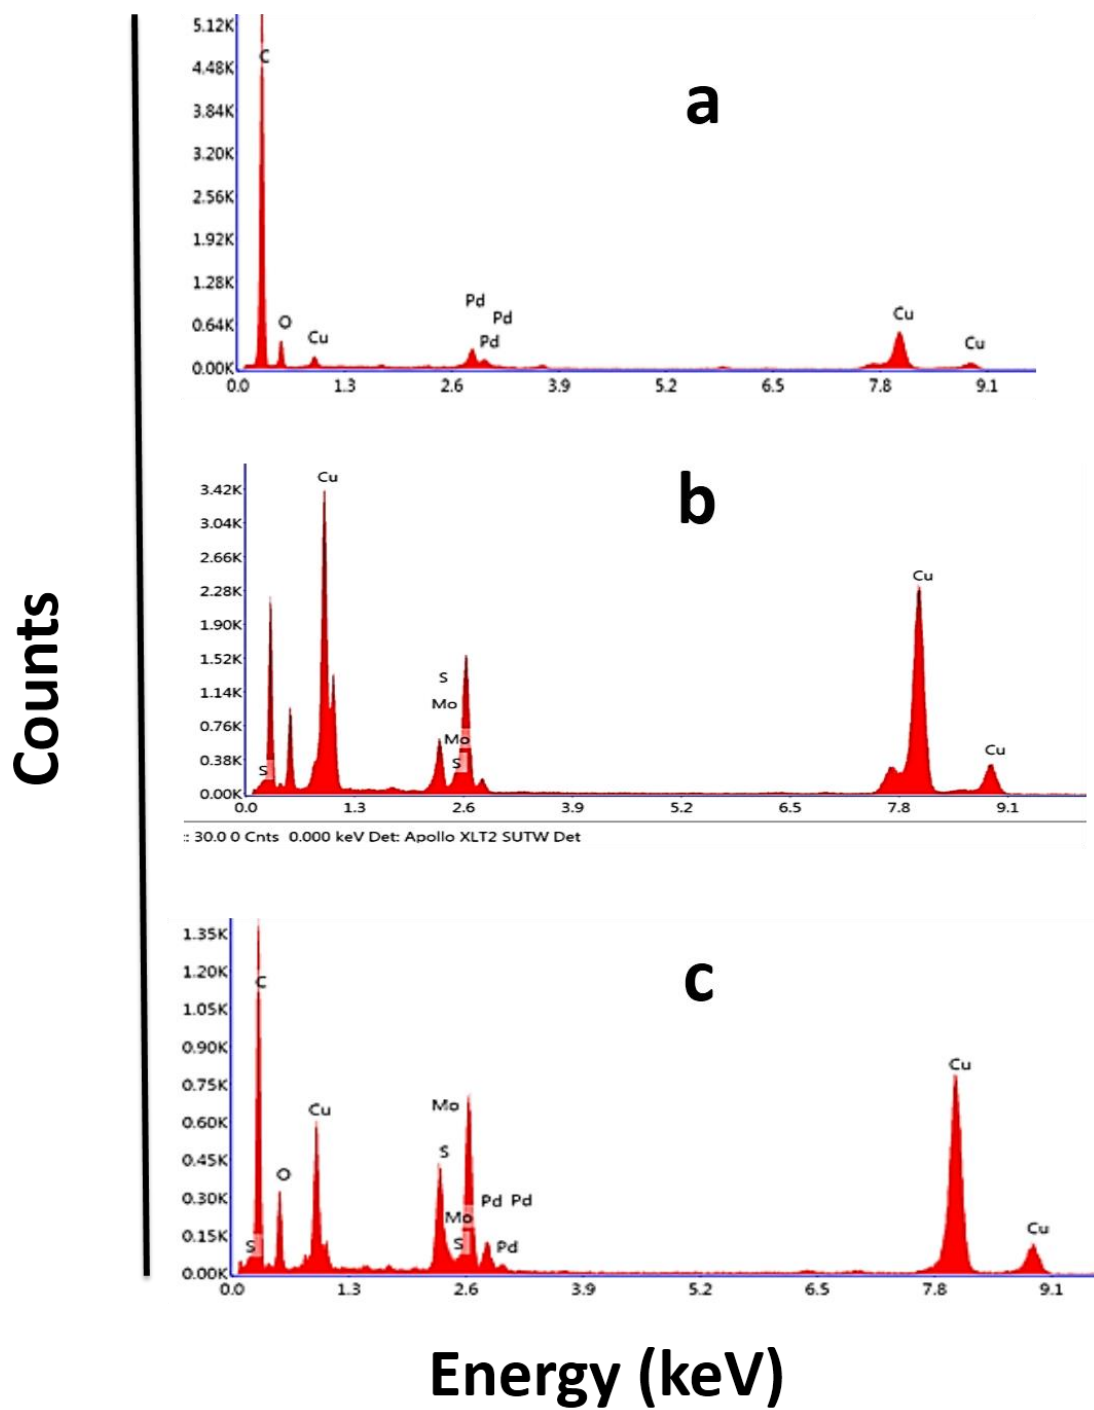 Counts
a
5.12K
4.48K
3.84K
3.20K
2.56K
1.92K
1.28K
0.64K
0.00K
C
O
Cu
Pd
Pd
Pd
Cu
Cu
0.0 1.3 2.6 3.9 5.2 6.5 7.8 9.1
b
3.42K
3.04K
2.66K
2.28K
1.90K
1.52K
1.14K
0.76K
0.38K
0.00K
S
Cu
S
Mo
Mo
S
Cu
Cu
0.0 1.3 2.6 3.9 5.2 6.5 7.8 9.1
: 30.0 0 Cnts 0.000 keV Det: Apollo XLT2 SUTW Det
c
1.35K
1.20K
1.05K
0.90K
0.75K
0.60K
0.45K
0.30K
0.15K
0.00K
C
S
O
Cu
Mo
S
Mo
S
Pd Pd
Pd
Cu
Cu
0.0 1.3 2.6 3.9 5.2 6.5 7.8 9.1
Energy (keV)